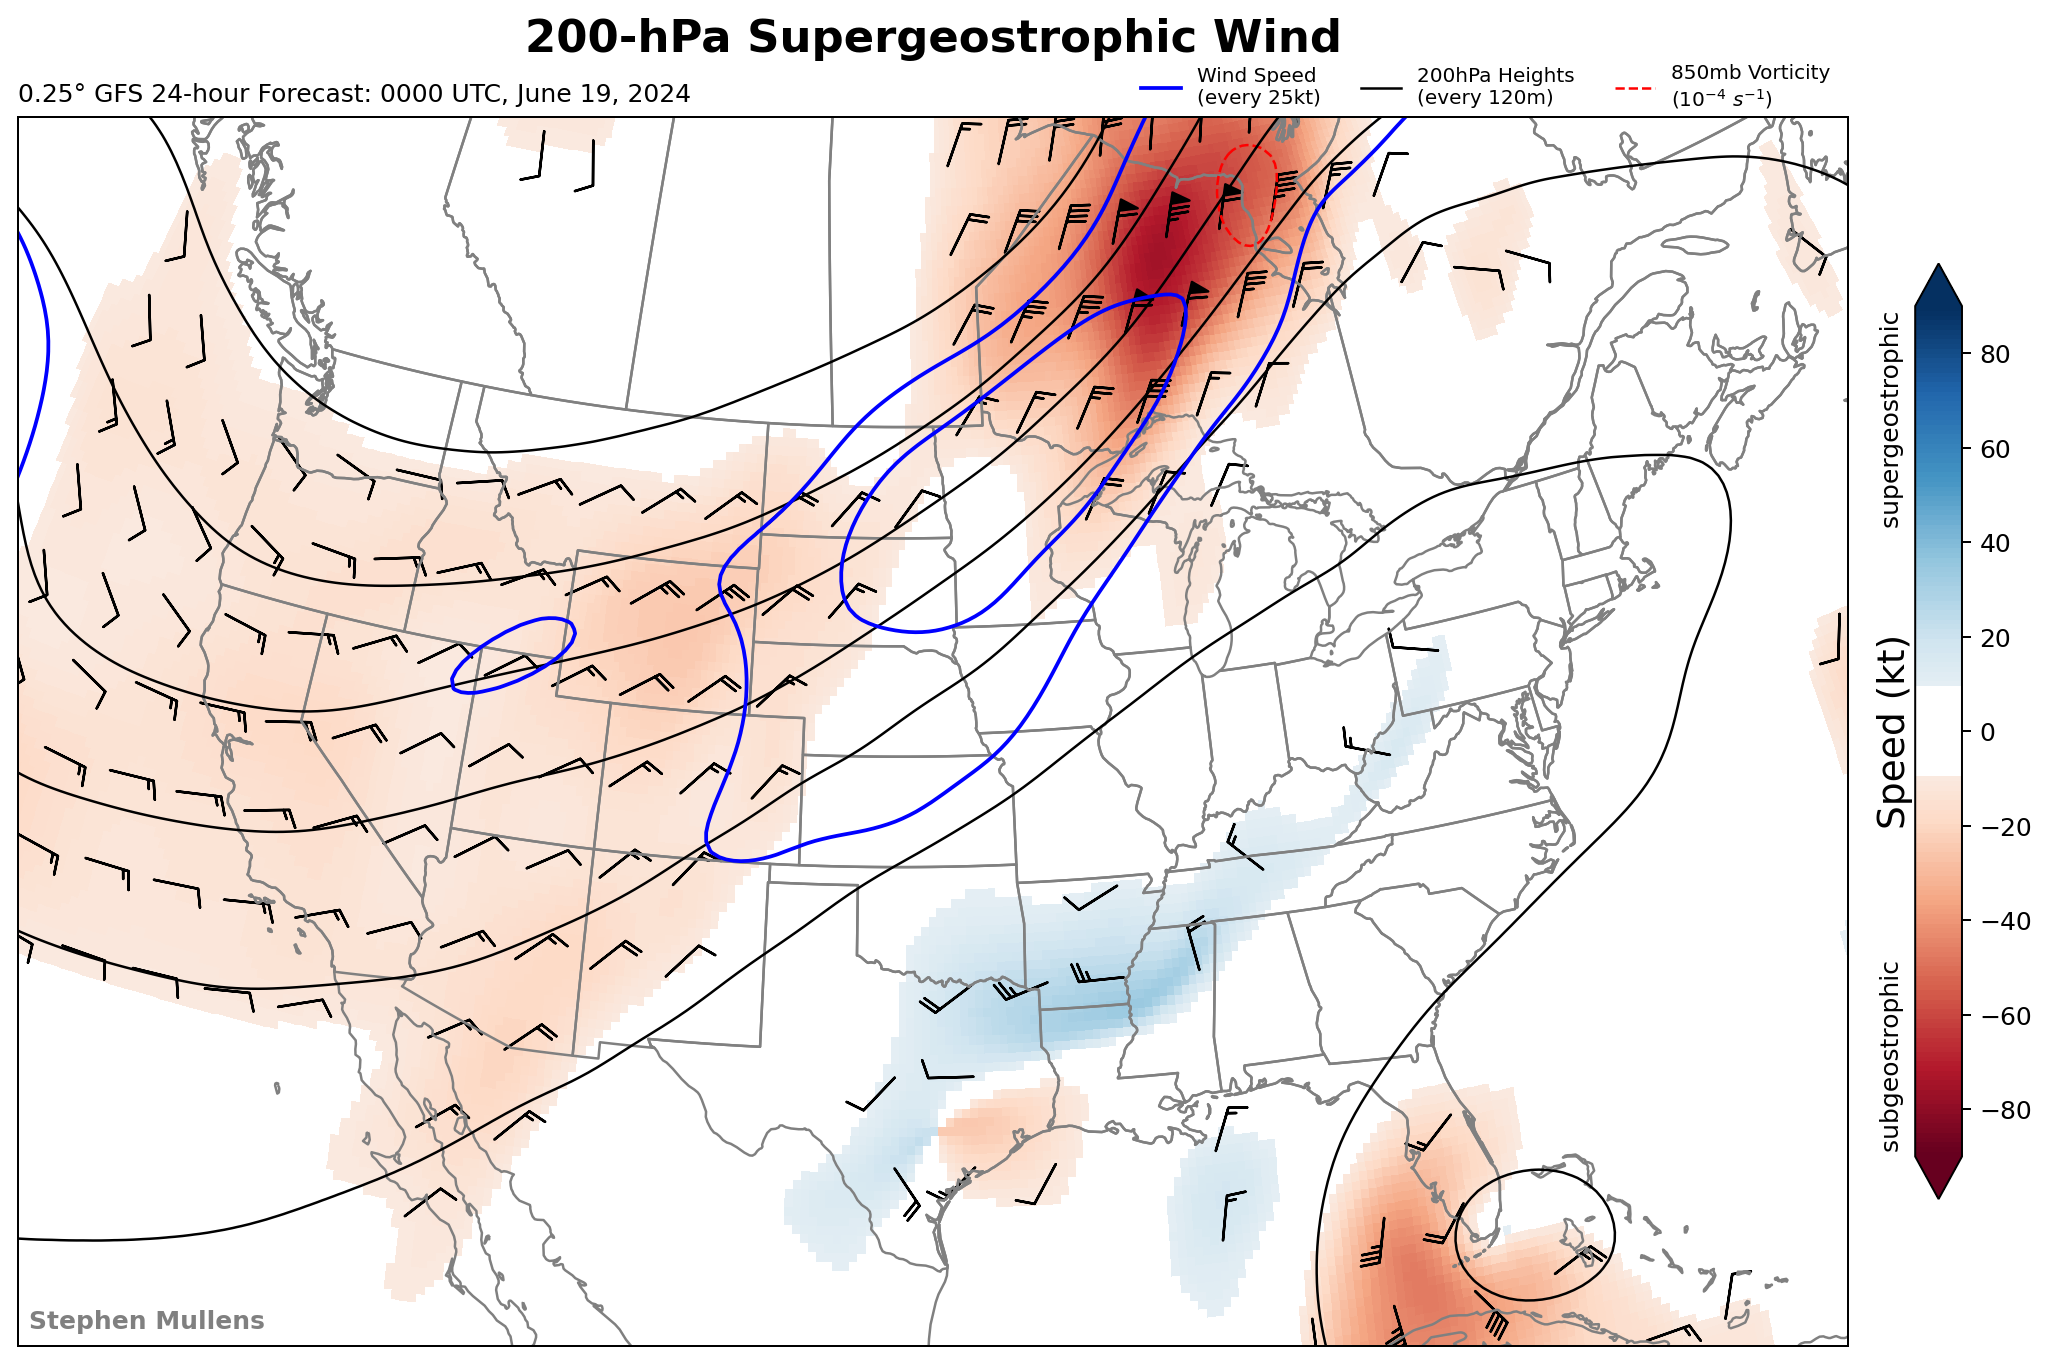 200-hPa Supergeostrophic Wind
0.25° GFS 24-hour Forecast: 0000 UTC, June 19, 2024
Wind Speed
(every 25kt)
200hPa Heights
(every 120m)
850mb Vorticity
(10⁻⁴ s⁻¹)
supergeostrophic
Speed (kt)
subgeostrophic
80
60
40
20
0
−20
−40
−60
−80
Stephen Mullens